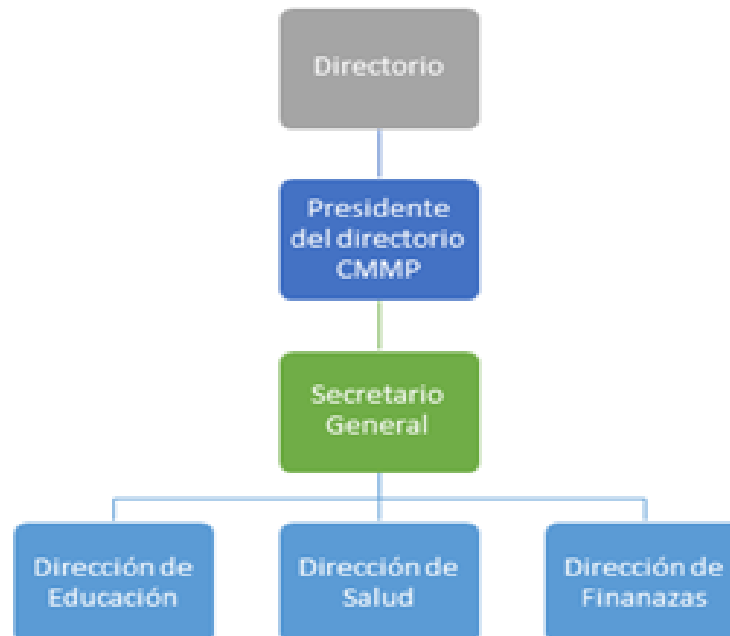 Directorio
Presidente
del directorio
CMMP
Secretario
General
Dirección de
Educación
Dirección de
Salud
Dirección de
Finanazas